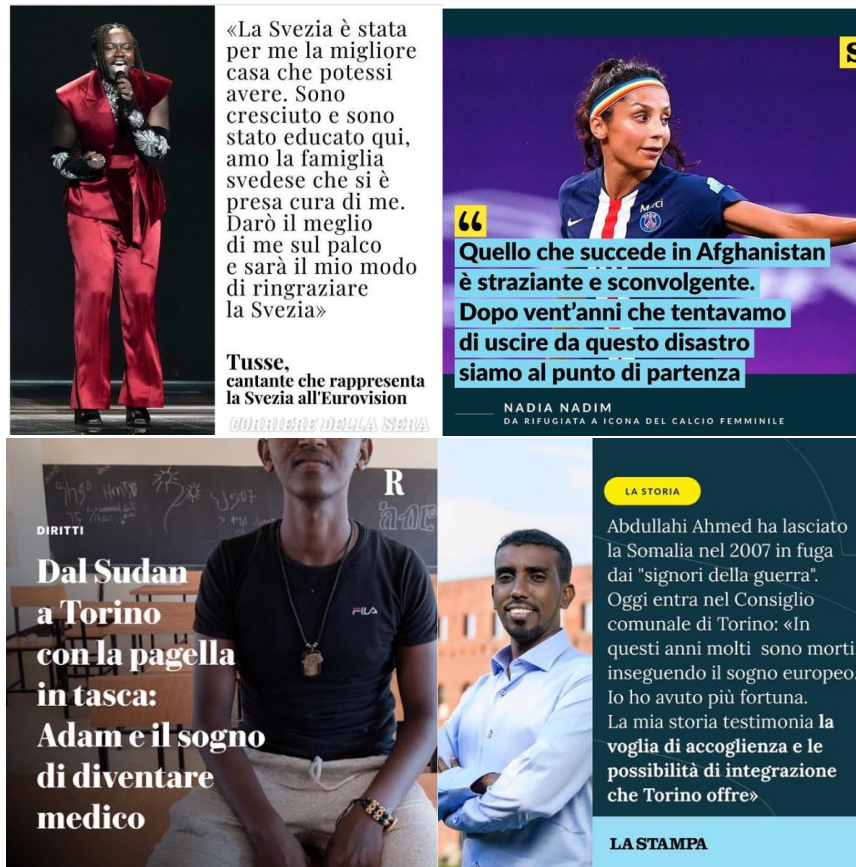 «La Svezia è stata
per me la migliore
casa che potessi
avere. Sono
cresciuto e sono
stato educato qui,
amo la famiglia
svedese che si è
presa cura di me.
Darò il meglio
di me sul palco
e sarà il mio modo
di ringraziare
la Svezia»
Tusse,
cantante che rappresenta
la Svezia all'Eurovision
CORRIERE DELLA SERA
S
Merci
“
Quello che succede in Afghanistan
è straziante e sconvolgente.
Dopo vent’anni che tentavamo
di uscire da questo disastro
siamo al punto di partenza
NADIA NADIM
DA RIFUGIATA A ICONA DEL CALCIO FEMMINILE
R
DIRITTI
Dal Sudan
a Torino
con la pagella
in tasca:
Adam e il sogno
di diventare
medico
FILA
LA STORIA
Abdullahi Ahmed ha lasciato
la Somalia nel 2007 in fuga
dai "signori della guerra".
Oggi entra nel Consiglio
comunale di Torino: «In
questi anni molti sono morti
inseguendo il sogno europeo.
Io ho avuto più fortuna.
La mia storia testimonia la
voglia di accoglienza e le
possibilità di integrazione
che Torino offre»
LA STAMPA